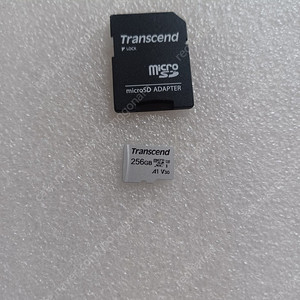 Transcend
LOCK
micro
SD
microSD ADAPTER
Transcend
256GB
A1 V30